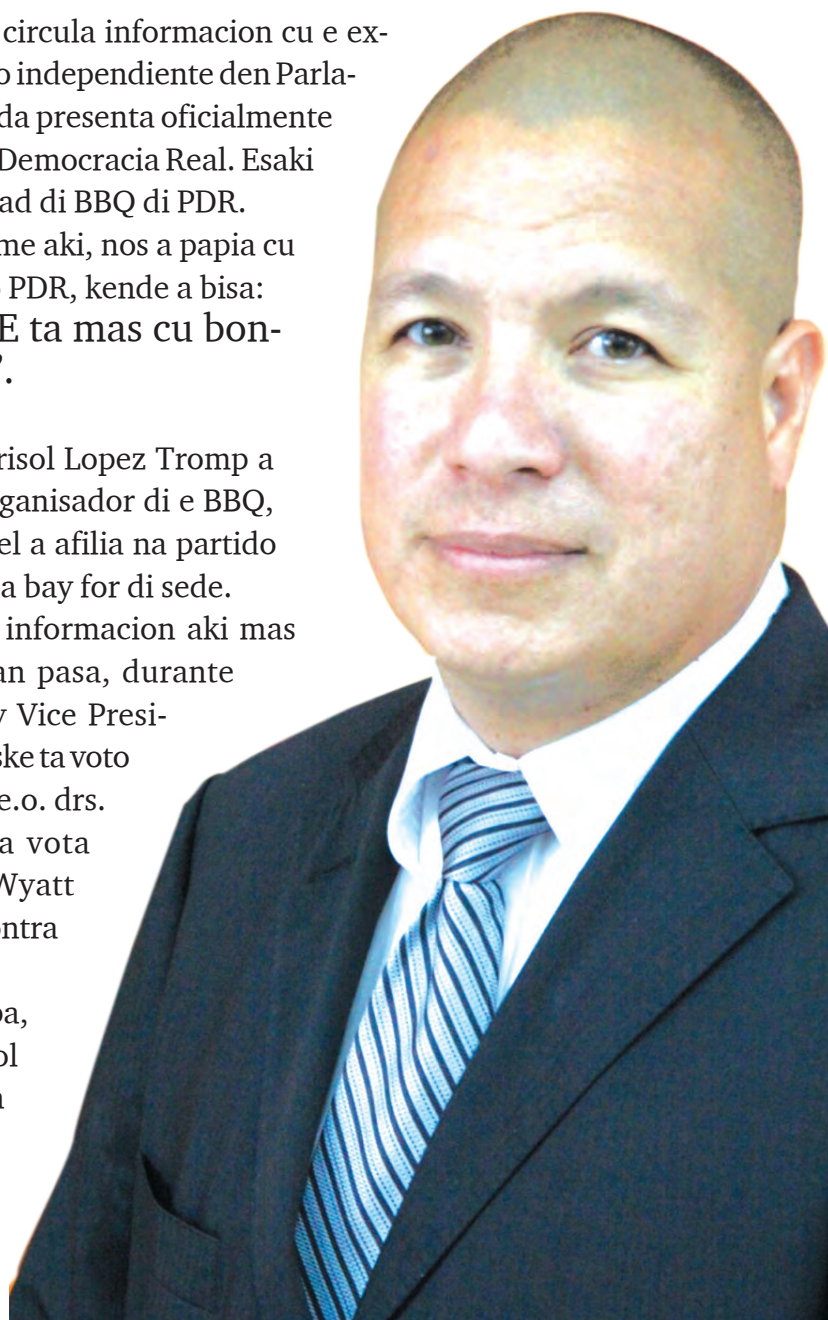 circula informacion cu e ex-
o independiente den Parla-
da presenta oficialmente
Democracia Real. Esaki
ad di BBQ di PDR.
me aki, nos a papia cu
PDR, kende a bisa:
E ta mas cu bon-
’.
risol Lopez Tromp a
ganisador di e BBQ,
el a afilia na partido
a bay for di sede.
informacion aki mas
an pasa, durante
Vice Presi-
ske ta voto
e.o. drs.
a vota
Wyatt
ontra
pa,
ol